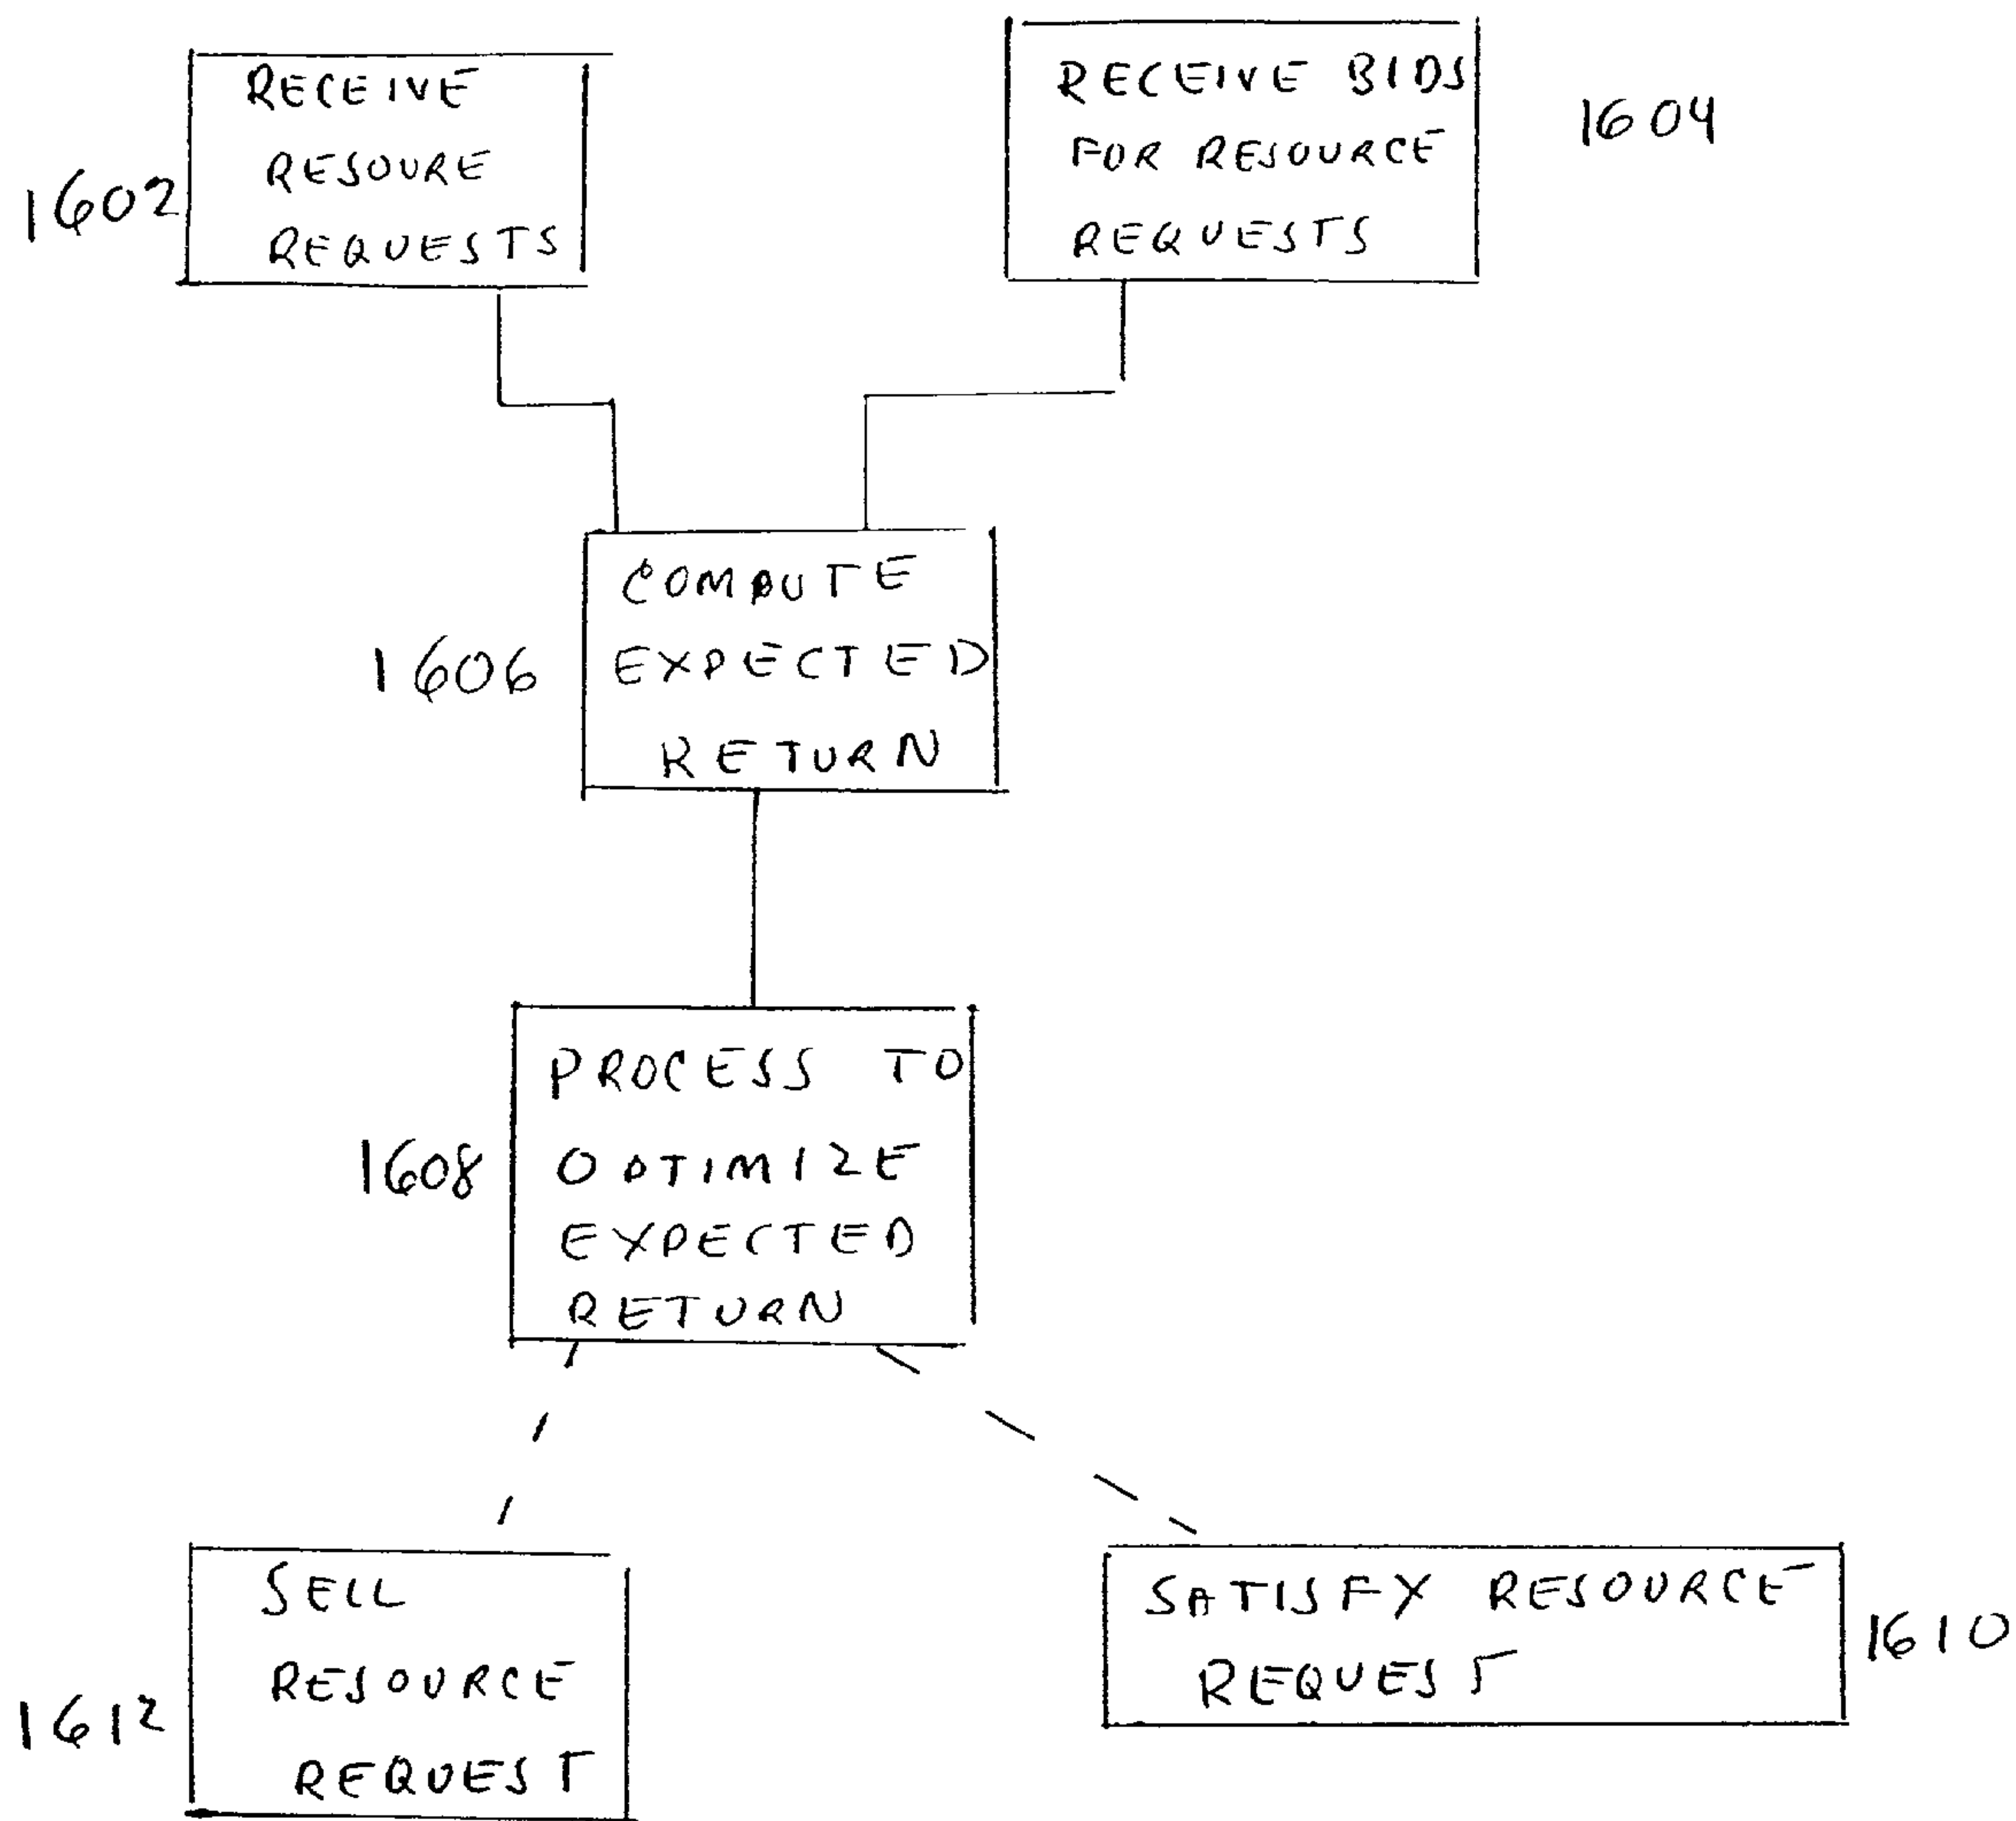 RECEIVE
RESOURE
REQUESTS
1602
RECEIVE BIDS
FOR RESOURCE
REQUESTS
1604
COMPUTE
EXPECTED
RETURN
1606
PROCESS TO
OPTIMIZE
EXPECTED
RETURN
1608
SELL
RESOURCE
REQUEST
1612
SATISFY RESOURCE
REQUEST
1610